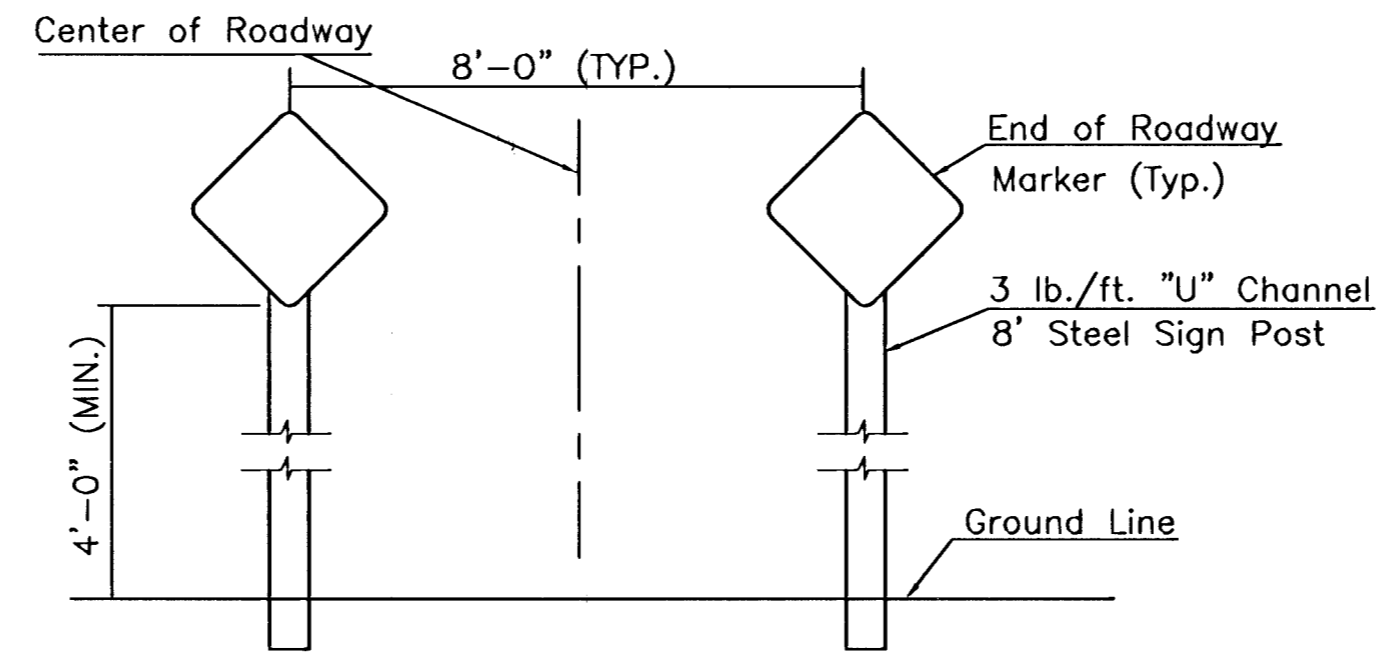 Center of Roadway
8'-0" (TYP.)
End of Roadway
Marker (Typ.)
3 lb./ft. "U" Channel
8' Steel Sign Post
4'-0" (MIN.)
Ground Line